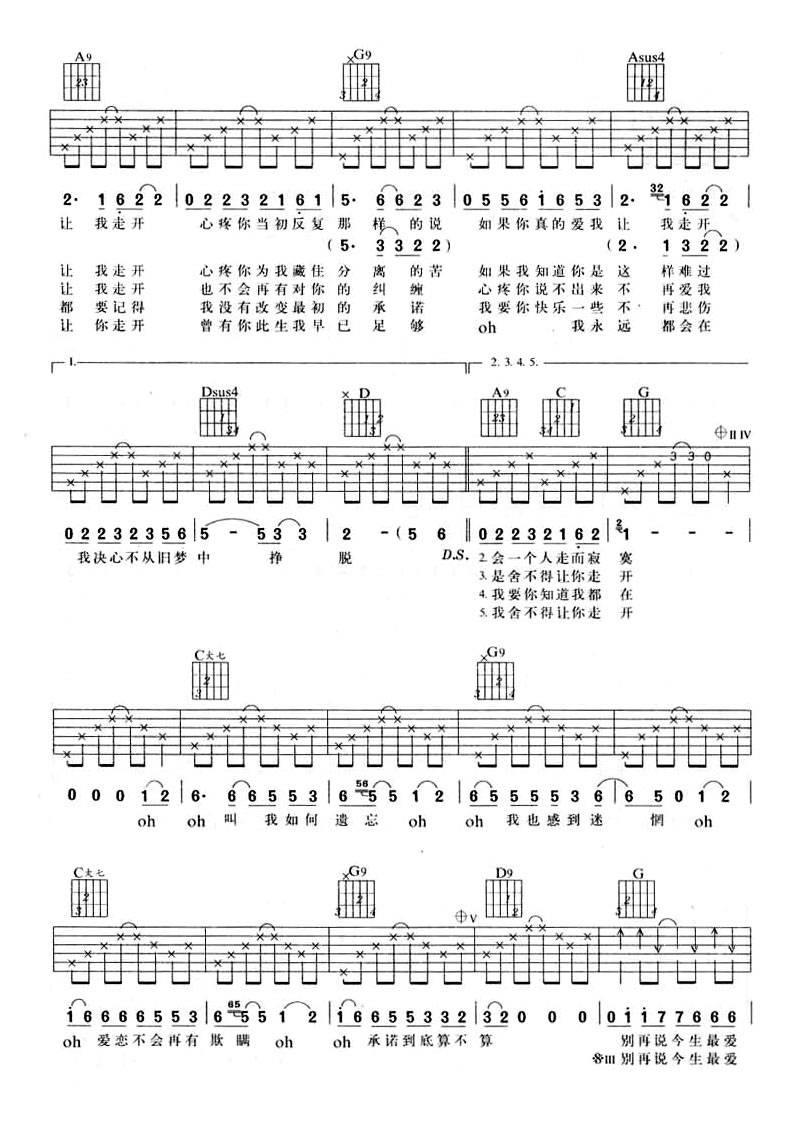 A9 G9 Asus4
2· 1 6 2 2 | 0 2 2 3 2 1 6 1 | 5· 6 6 2 3 | 0 5 5 6 1 6 5 3 | 2· 32 1 6 2 2
让 我走开 心疼你当初反复 那 样 的说 如果你真的爱我 让 我走开
( 5· 3 3 2 2 ) ( 2· 1 3 2 2 )
让 我走开 心疼你为我藏住 分 离 的苦 如果我知道你是 这 样难过
让 我走开 也不会再有对你 的 纠 缠 心疼你说不出来 不 再爱我
都 要记得 我没有改变最初 的 承 诺 我要你快乐一些 不 再悲伤
让 你走开 曾有你此生我早 已 足 够 oh 我永 远 都会在
1. 2. 3. 4. 5.
Dsus4 D A9 C G
II IV
3 3 0
0 2 2 3 2 3 5 6 | 5 - 5 3 3 | 2 - ( 5 6 || 0 2 2 3 2 1 6 2 | 2 1 - - -
我决心不从旧梦 中 挣 脱 D.S. 2.会一个人走而寂 寞
3.是舍不得让你走 开
4.我要你知道我都 在
5.我舍不得让你走 开
C大七 G9
0 0 0 1 2 | 6· 6 6 5 5 3 | 6 56 5 5 1 2 | 6 5 5 5 5 3 6 | 6 5 0 1 2
oh oh 叫 我如何 遗 忘 oh oh 我也感到迷 惘 oh
C大七 G9 V D9 G
1 6 6 6 6 5 3 | 6 65 5 5 1 2 | 1 6 6 5 5 3 3 2 | 3 2 0 0 0 | 0 1 1 7 7 6 6 6
oh 爱恋不会再有 欺 瞒 oh oh 承诺到底算不 算 别再说今生最爱
III 别再说今生最爱